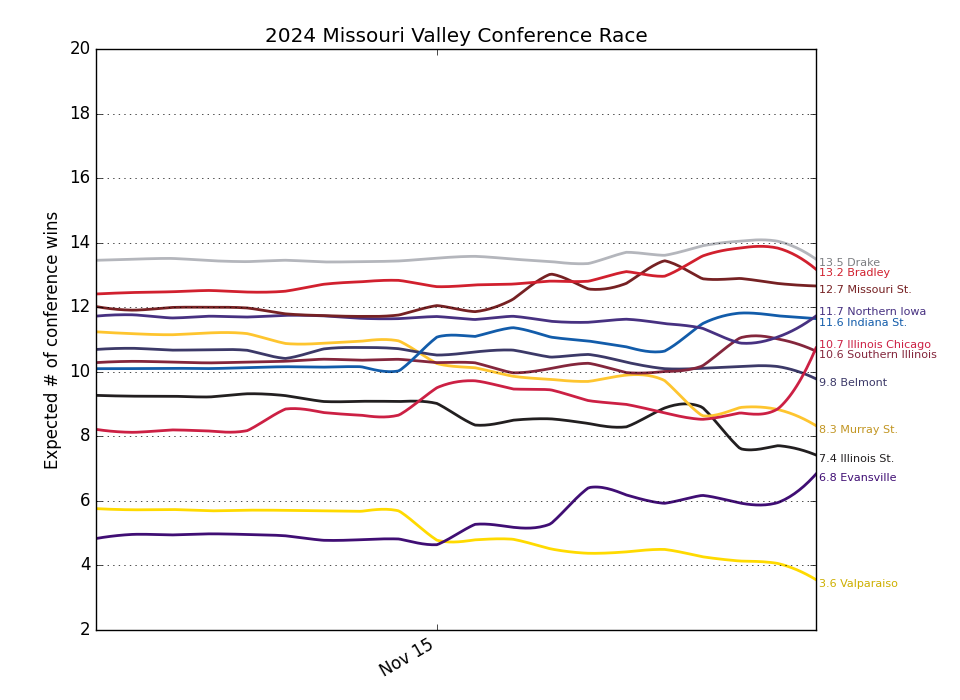 2024 Missouri Valley Conference Race
Expected # of conference wins
20
18
16
14
12
10
8
6
4
2
Nov 15
13.5 Drake
13.2 Bradley
12.7 Missouri St.
11.7 Northern Iowa
11.6 Indiana St.
10.7 Illinois Chicago
10.6 Southern Illinois
9.8 Belmont
8.3 Murray St.
7.4 Illinois St.
6.8 Evansville
3.6 Valparaiso